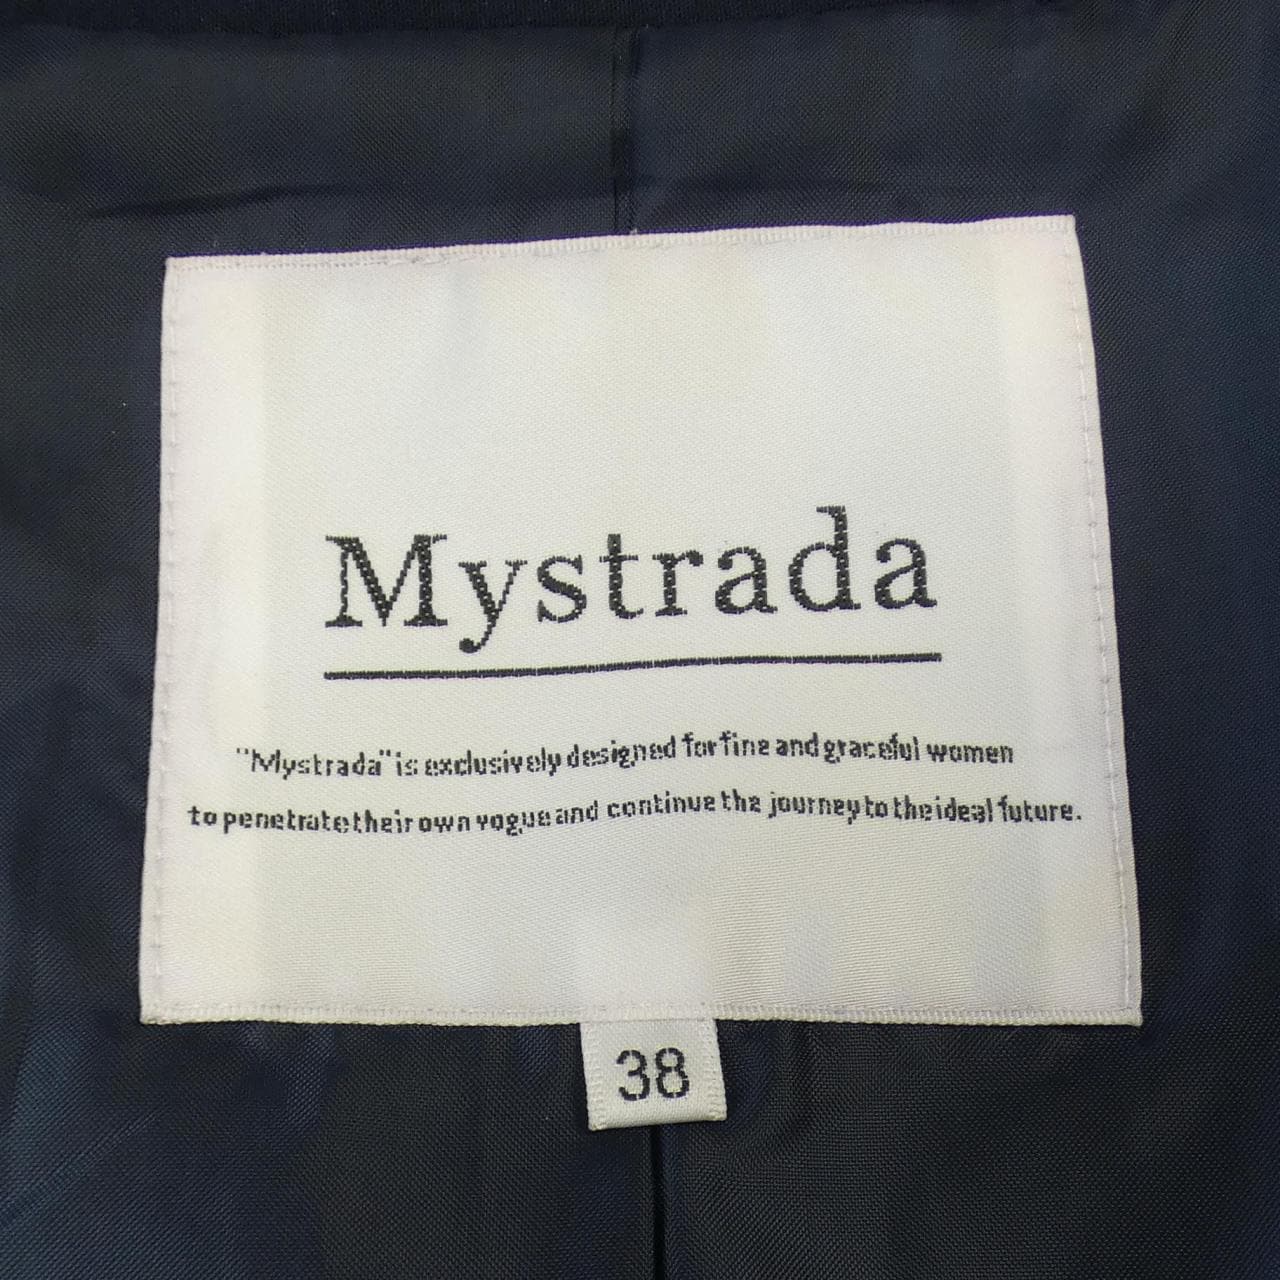 Mystrada
"Mystrada" is exclusively designed for fine and graceful women
to penetrate their own vogue and continue the journey to the ideal future.
38